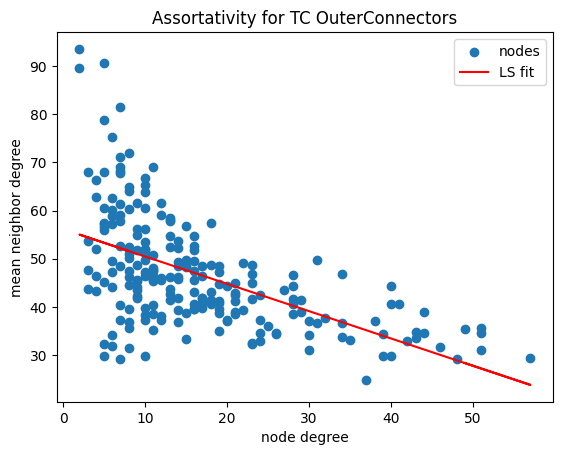 Assortativity for TC OuterConnectors
nodes
LS fit
mean neighbor degree
90
80
70
60
50
40
30
0 10 20 30 40 50
node degree